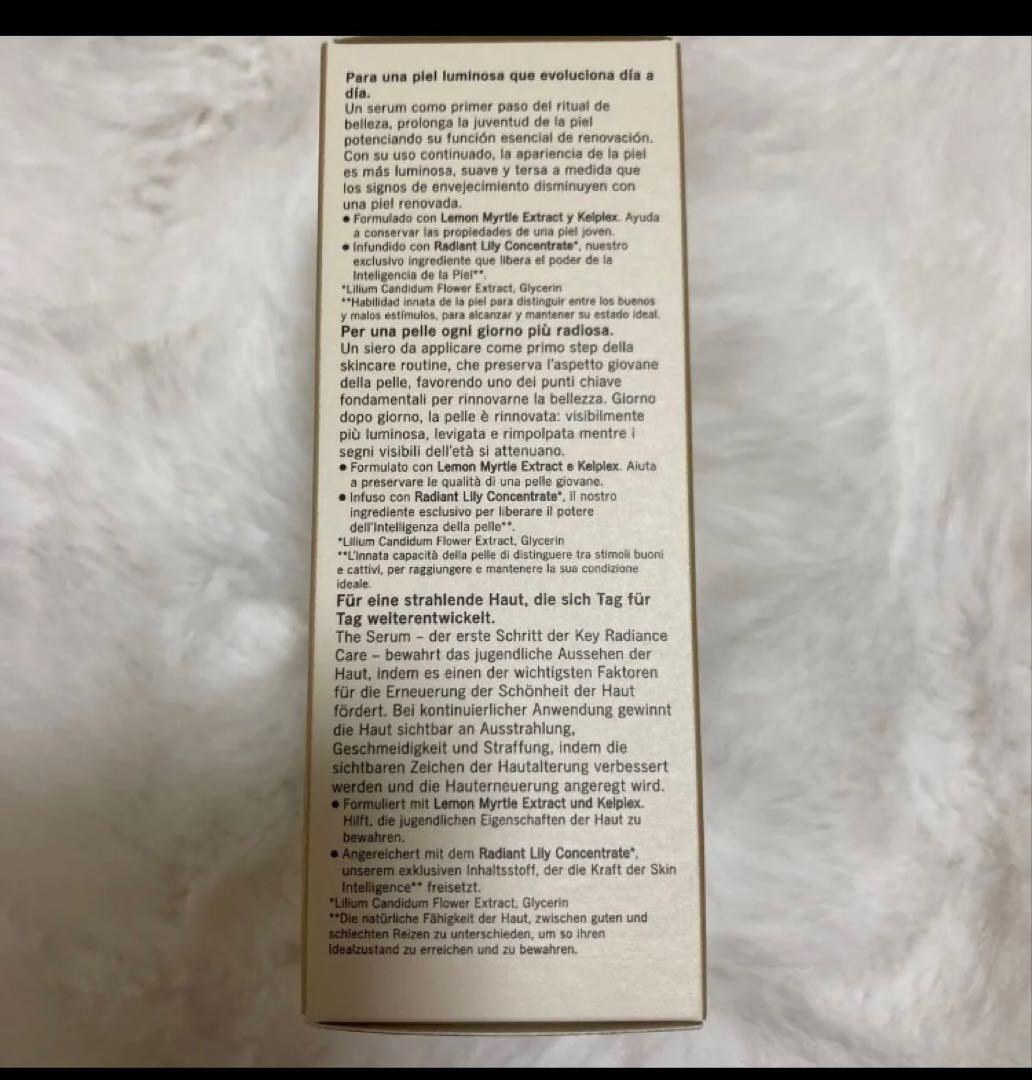 Para una piel luminosa que evoluciona día a
día.
Un serum como primer paso del ritual de
belleza, prolonga la juventud de la piel
potenciando su función esencial de renovación.
Con su uso continuado, la apariencia de la piel
es más luminosa, suave y tersa a medida que
los signos de envejecimiento disminuyen con
una piel renovada.
● Formulado con Lemon Myrtle Extract y Kelplex. Ayuda
a conservar las propiedades de una piel joven.
● Infundido con Radiant Lily Concentrate*, nuestro
exclusivo ingrediente que libera el poder de la
Inteligencia de la Piel**.
*Lilium Candidum Flower Extract, Glycerin
**Habilidad innata de la piel para distinguir entre los buenos
y malos estímulos, para alcanzar y mantener su estado ideal.
Per una pelle ogni giorno più radiosa.
Un siero da applicare come primo step della
skincare routine, che preserva l'aspetto giovane
della pelle, favorendo uno dei punti chiave
fondamentali per rinnovarne la bellezza. Giorno
dopo giorno, la pelle è rinnovata: visibilmente
più luminosa, levigata e rimpolpata mentre i
segni visibili dell'età si attenuano.
● Formulato con Lemon Myrtle Extract e Kelplex. Aiuta
a preservare le qualità di una pelle giovane.
● Infuso con Radiant Lily Concentrate*, il nostro
ingrediente esclusivo per liberare il potere
dell'Intelligenza della pelle**.
*Lilium Candidum Flower Extract, Glycerin
**L'innata capacità della pelle di distinguere tra stimoli buoni
e cattivi, per raggiungere e mantenere la sua condizione
ideale.
Für eine strahlende Haut, die sich Tag für
Tag weiterentwickelt.
The Serum – der erste Schritt der Key Radiance
Care – bewahrt das jugendliche Aussehen der
Haut, indem es einen der wichtigsten Faktoren
für die Erneuerung der Schönheit der Haut
fördert. Bei kontinuierlicher Anwendung gewinnt
die Haut sichtbar an Ausstrahlung,
Geschmeidigkeit und Straffung, indem die
sichtbaren Zeichen der Hautalterung verbessert
werden und die Hauterneuerung angeregt wird.
● Formuliert mit Lemon Myrtle Extract und Kelplex.
Hilft, die jugendlichen Eigenschaften der Haut zu
bewahren.
● Angereichert mit dem Radiant Lily Concentrate*,
unserem exklusiven Inhaltsstoff, der die Kraft der Skin
Intelligence** freisetzt.
*Lilium Candidum Flower Extract, Glycerin
**Die natürliche Fähigkeit der Haut, zwischen guten und
schlechten Reizen zu unterschieden, um so ihren
Idealzustand zu erreichen und zu bewahren.